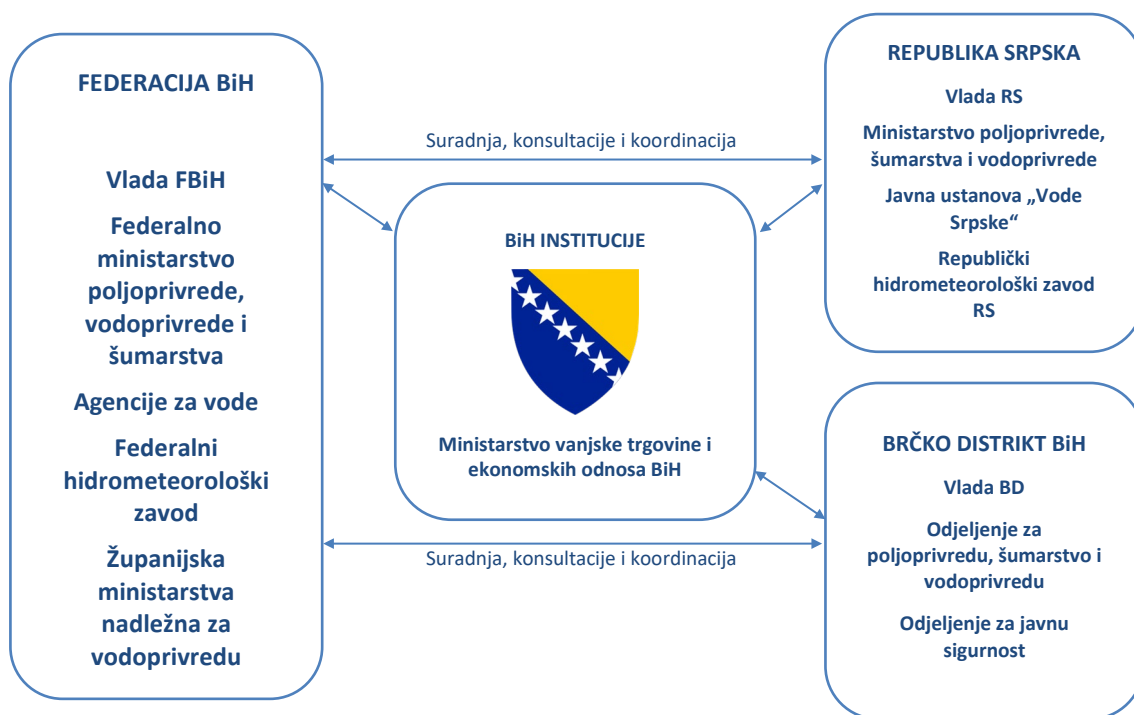 FEDERACIJA BiH
Vlada FBiH
Federalno
ministarstvo
poljoprivrede,
vodoprivrede i
šumarstva
Agencije za vode
Federalni
hidrometeorološki
zavod
Županijska
ministarstva
nadležna za
vodoprivredu
Suradnja, konsultacije i koordinacija
BiH INSTITUCIJE
Ministarstvo vanjske trgovine i
ekonomskih odnosa BiH
Suradnja, konsultacije i koordinacija
REPUBLIKA SRPSKA
Vlada RS
Ministarstvo poljoprivrede,
šumarstva i vodoprivrede
Javna ustanova „Vode
Srpske“
Republički
hidrometeorološki zavod
RS
BRČKO DISTRIKT BiH
Vlada BD
Odjeljenje za
poljoprivredu, šumarstvo i
vodoprivredu
Odjeljenje za javnu
sigurnost